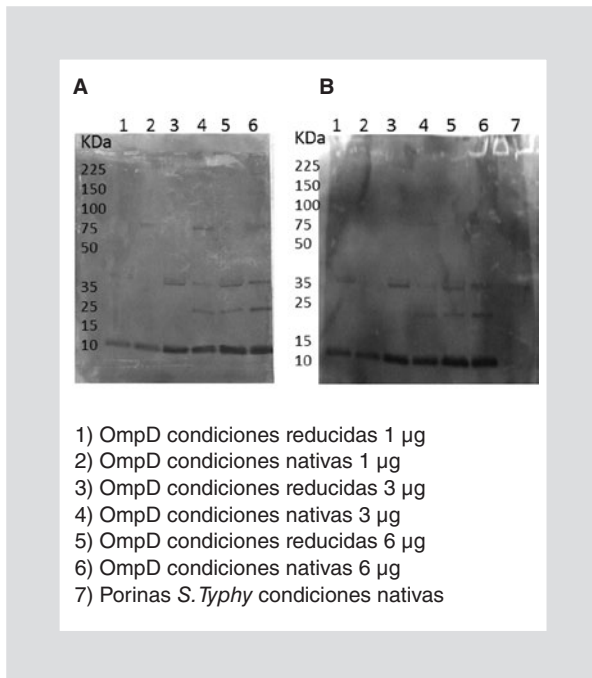 A
B
1 2 3 4 5 6
1 2 3 4 5 6 7
KDa
225
150
100
75
50
35
25
15
10
KDa
225
150
100
75
50
35
25
15
10
1) OmpD condiciones reducidas 1 µg
2) OmpD condiciones nativas 1 µg
3) OmpD condiciones reducidas 3 µg
4) OmpD condiciones nativas 3 µg
5) OmpD condiciones reducidas 6 µg
6) OmpD condiciones nativas 6 µg
7) Porinas S. Typhy condiciones nativas